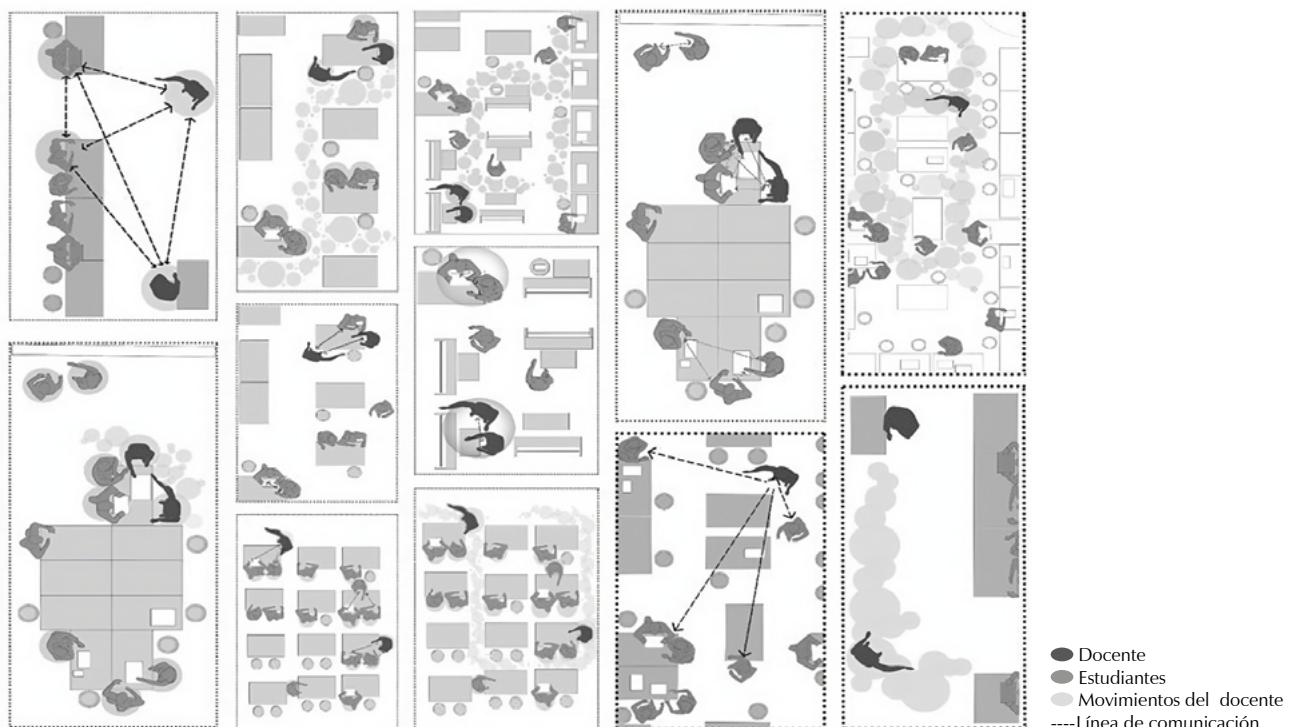 Docente
Estudiantes
Movimientos del docente
----Línea de comunicación